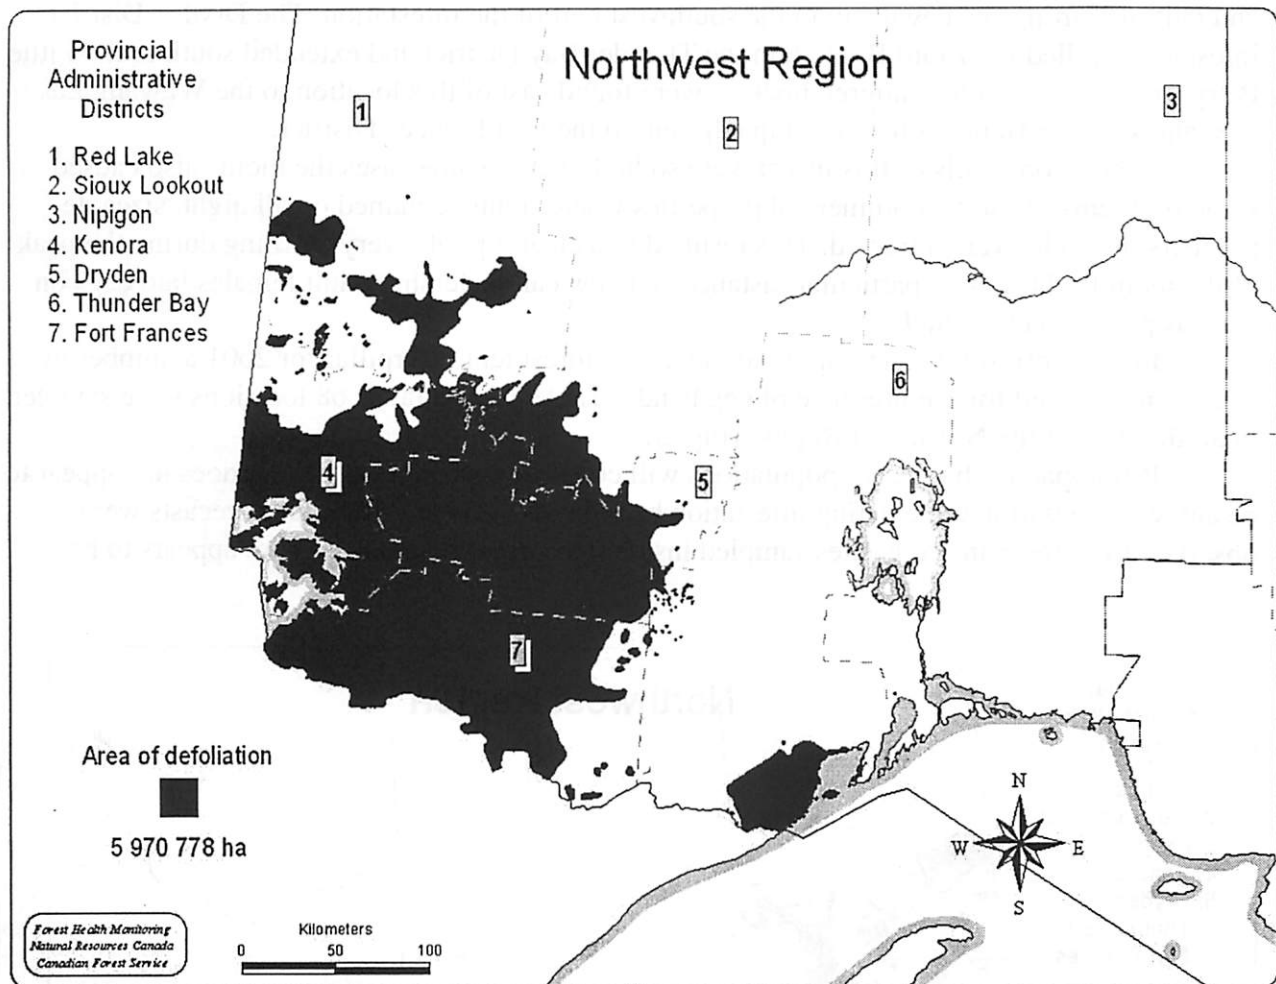 Northwest Region
Provincial
Administrative
Districts
1. Red Lake
2. Sioux Lookout
3. Nipigon
4. Kenora
5. Dryden
6. Thunder Bay
7. Fort Frances
1
2
3
6
4
5
7
Area of defoliation
5 970 778 ha
N
W
E
S
Forest Health Monitoring
Natural Resources Canada
Canadian Forest Service
Kilometers
0 50 100